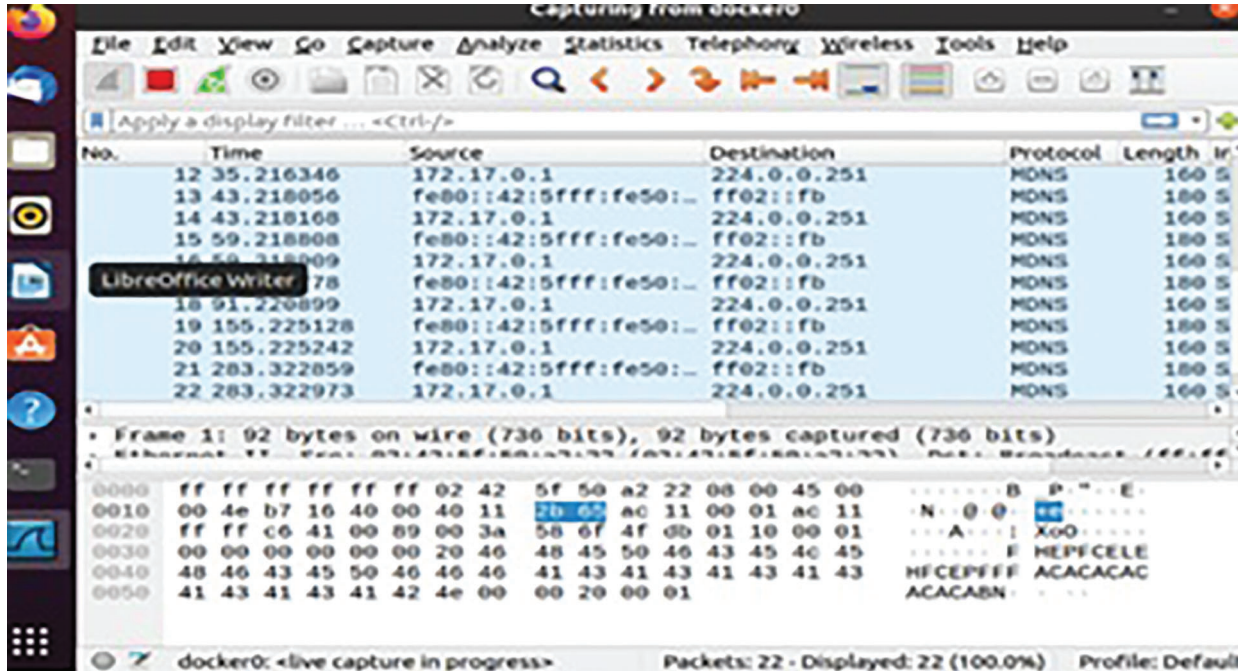 Capturing from docker0
File Edit View Go Capture Analyze Statistics Telephony Wireless Tools Help
Apply a display filter ... <Ctrl-/>
No. Time Source Destination Protocol Length In
12 35.216346 172.17.0.1 224.0.0.251 MDNS 160 S
13 43.218056 fe80::42:5fff:fe50:… ff02::fb MDNS 180 S
14 43.218168 172.17.0.1 224.0.0.251 MDNS 160 S
15 59.218808 fe80::42:5fff:fe50:… ff02::fb MDNS 180 S
172.17.0.1 224.0.0.251 MDNS 160 S
LibreOffice Writer 78 fe80::42:5fff:fe50:… ff02::fb MDNS 180 S
18 91.220899 172.17.0.1 224.0.0.251 MDNS 160 S
19 155.225128 fe80::42:5fff:fe50:… ff02::fb MDNS 180 S
20 155.225242 172.17.0.1 224.0.0.251 MDNS 160 S
21 283.322859 fe80::42:5fff:fe50:… ff02::fb MDNS 180 S
22 283.322973 172.17.0.1 224.0.0.251 MDNS 160 S
Frame 1: 92 bytes on wire (736 bits), 92 bytes captured (736 bits)
0000 ff ff ff ff ff ff 02 42 5f 50 a2 22 08 00 45 00 ·······B _P·"··E·
0010 00 4e b7 16 40 00 40 11 2b 65 ac 11 00 01 ac 11 ·N··@·@· +e······
0020 ff ff c6 41 00 89 00 3a 58 6f 4f db 01 10 00 01 ···A···: XoO·····
0030 00 00 00 00 00 00 20 46 48 45 50 46 43 45 4c 45 ······ F HEPFCELE
0040 48 46 43 45 50 46 46 46 41 43 41 43 41 43 41 43 HFCEPFFF ACACACAC
0050 41 43 41 43 41 42 4e 00 00 20 00 01 ACACABN· · ··
docker0: <live capture in progress> Packets: 22 · Displayed: 22 (100.0%) Profile: Default